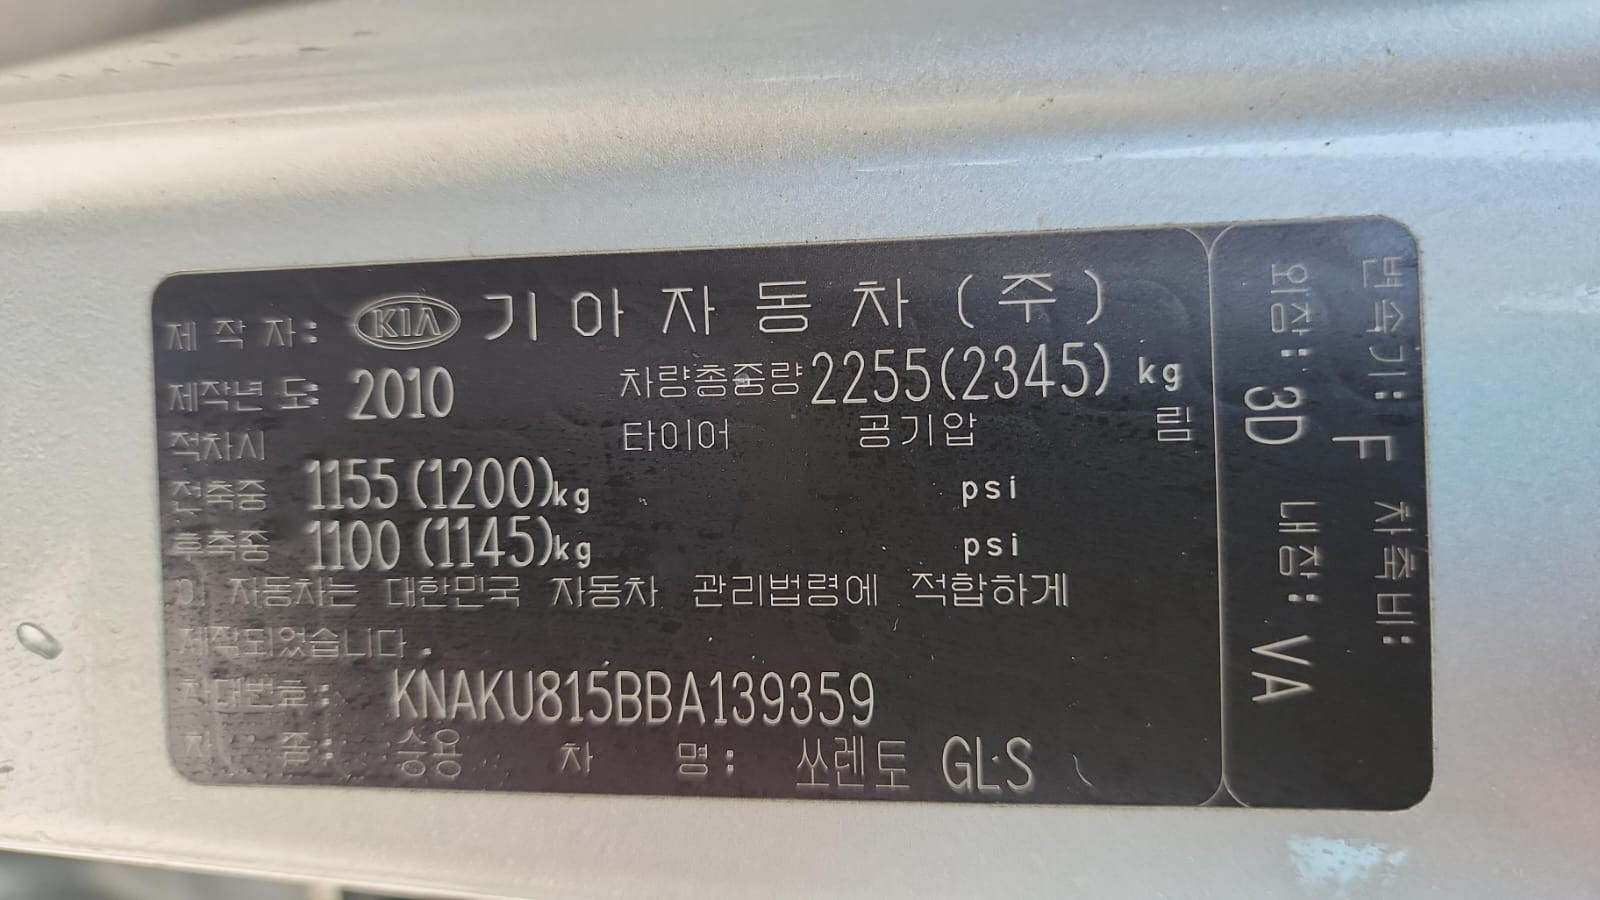 제 작 자: KIA 기 아 자 동 차 (주)
제작년 도: 2010 차량총중량 2255(2345) kg
적차시 타이어 공기압 림
전축중 1155(1200)kg psi
후축중 1100(1145)kg psi
이 자동차는 대한민국 자동차 관리법령에 적합하게
제작되었습니다.
차대번호: KNAKU815BBA139359
차 종: 승용 차 명: 쏘렌토 GLS
변속기: F 차축비:
외장: 3D 내장: VA